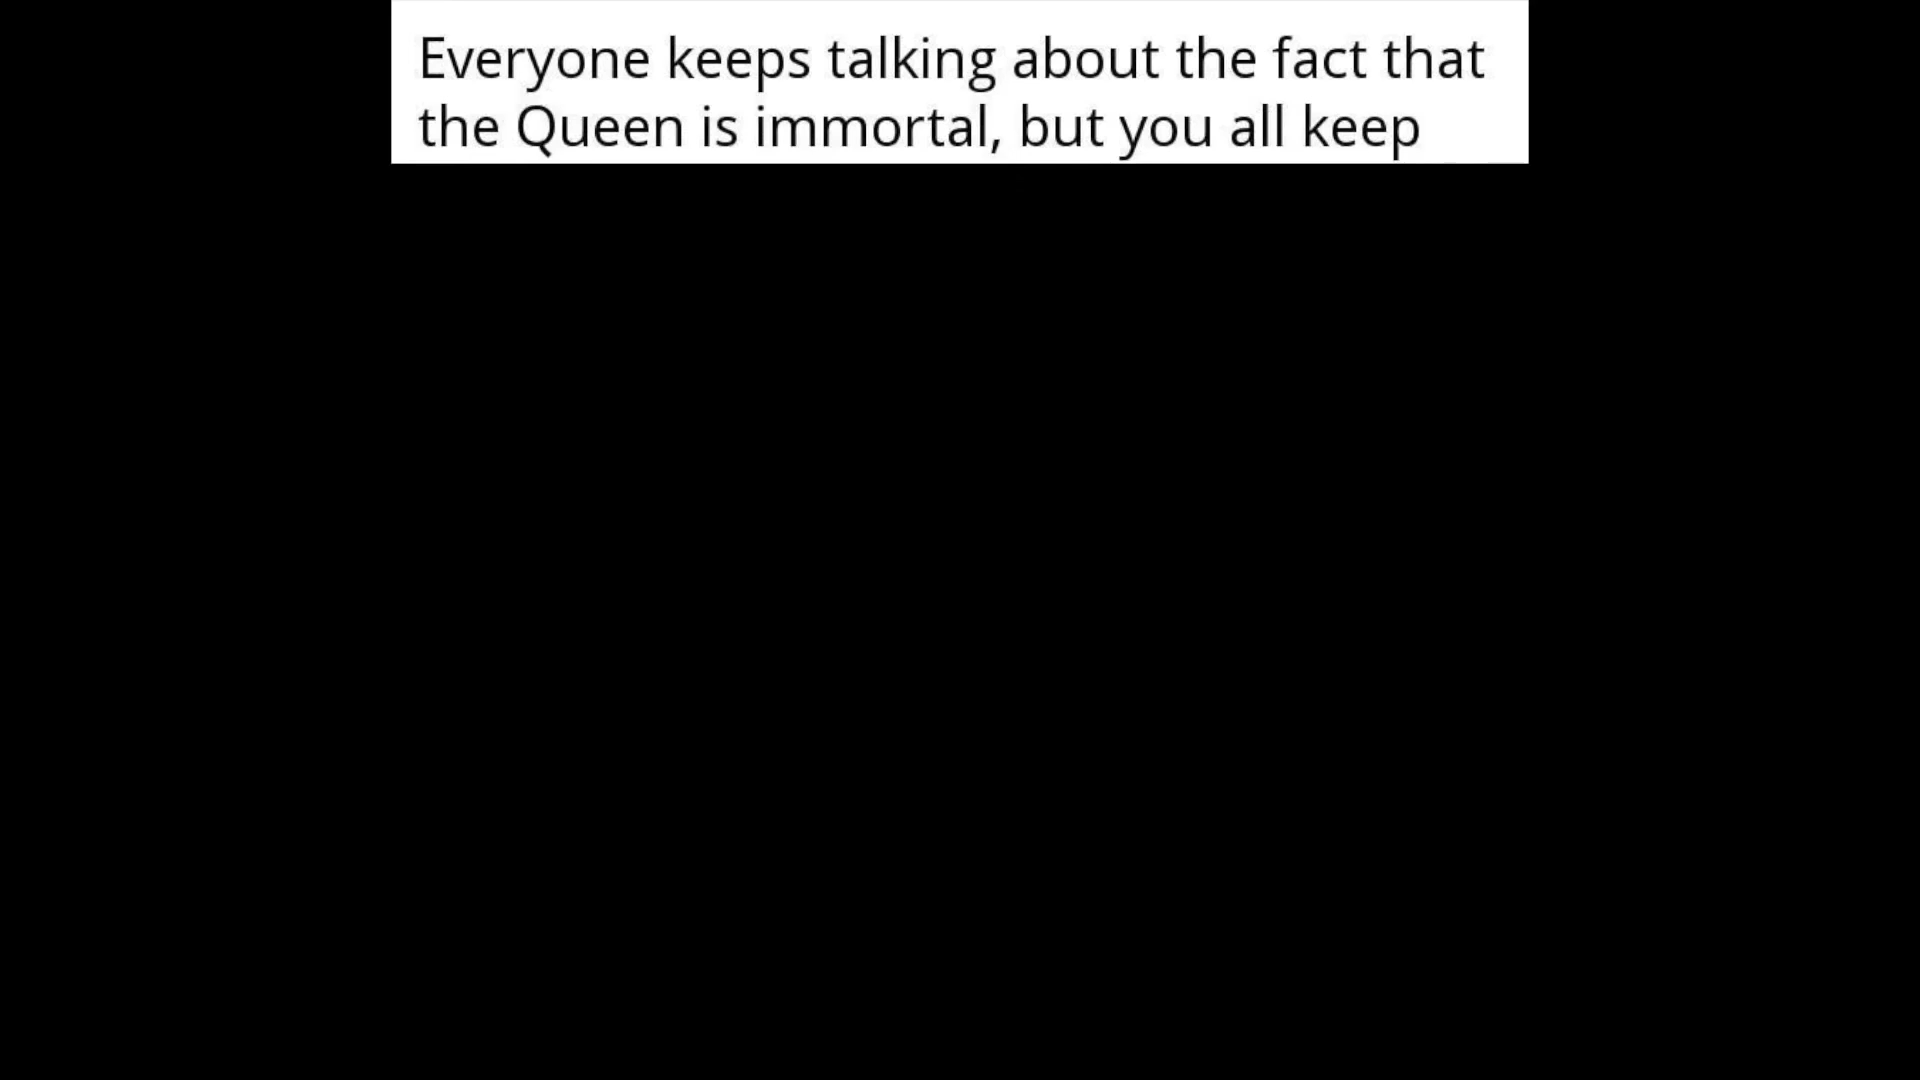 Everyone keeps talking about the fact that
the Queen is immortal, but you all keep